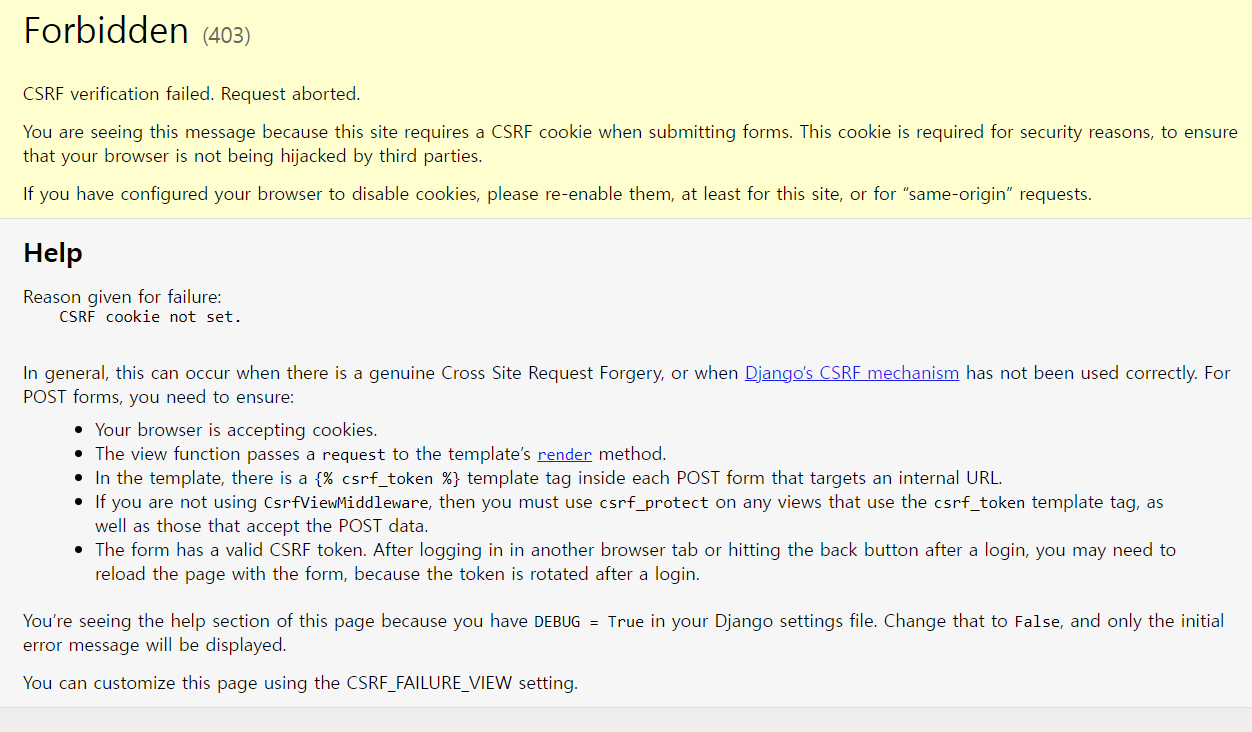 Forbidden (403)
CSRF verification failed. Request aborted.
You are seeing this message because this site requires a CSRF cookie when submitting forms. This cookie is required for security reasons, to ensure
that your browser is not being hijacked by third parties.
If you have configured your browser to disable cookies, please re-enable them, at least for this site, or for “same-origin” requests.
Help
Reason given for failure:
CSRF cookie not set.
In general, this can occur when there is a genuine Cross Site Request Forgery, or when Django’s CSRF mechanism has not been used correctly. For
POST forms, you need to ensure:
• Your browser is accepting cookies.
• The view function passes a request to the template’s render method.
• In the template, there is a {% csrf_token %} template tag inside each POST form that targets an internal URL.
• If you are not using CsrfViewMiddleware, then you must use csrf_protect on any views that use the csrf_token template tag, as
well as those that accept the POST data.
• The form has a valid CSRF token. After logging in in another browser tab or hitting the back button after a login, you may need to
reload the page with the form, because the token is rotated after a login.
You’re seeing the help section of this page because you have DEBUG = True in your Django settings file. Change that to False, and only the initial
error message will be displayed.
You can customize this page using the CSRF_FAILURE_VIEW setting.